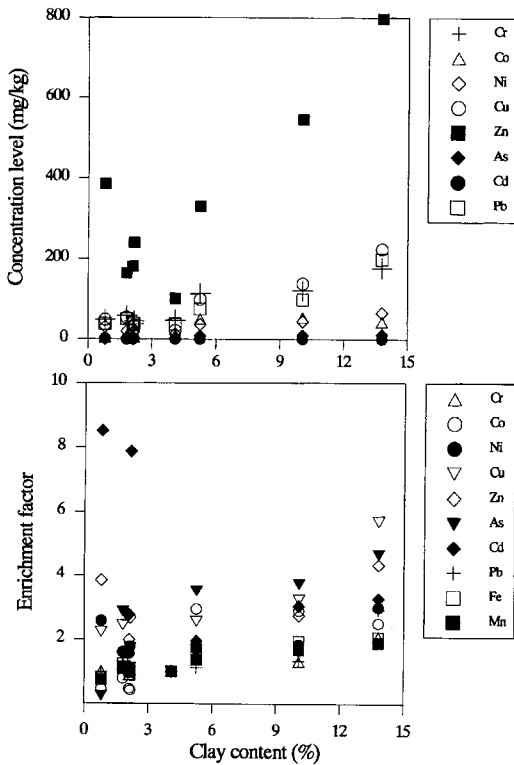 Concentration level (mg/kg)
800
600
400
200
0
0
3
6
9
12
15
Cr
Co
Ni
Cu
Zn
As
Cd
Pb
Enrichment factor
10
8
6
4
2
0
3
6
9
12
15
Clay content (%)
Cr
Co
Ni
Cu
Zn
As
Cd
Pb
Fe
Mn